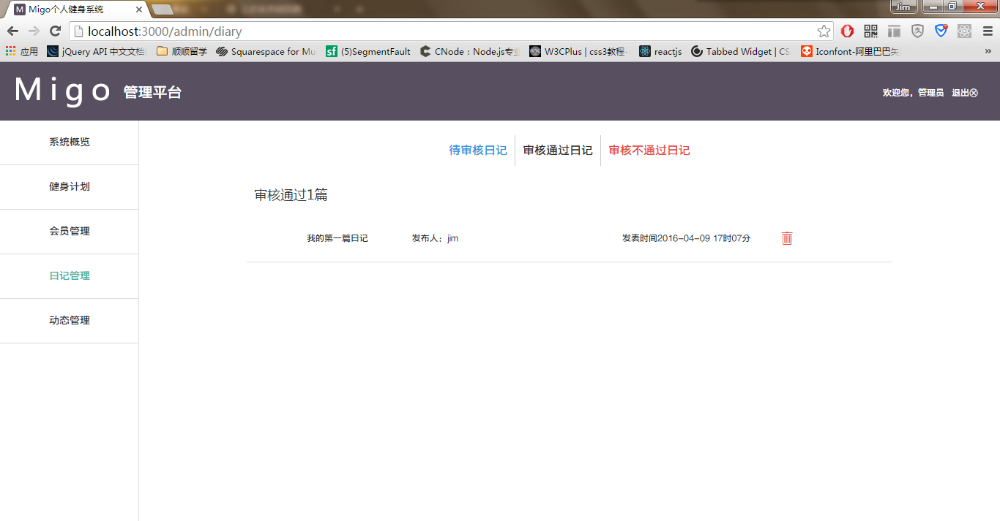 Migo个人健身系统
Jim
localhost:3000/admin/diary
应用 jQuery API 中文文档 顺顺留学 Squarespace for Mu (5)SegmentFault CNode：Node.js专业 W3CPlus | css3教程- reactjs Tabbed Widget | CS Iconfont-阿里巴巴矢 »
Migo 管理平台
欢迎您，管理员 退出
系统概览
健身计划
会员管理
日记管理
动态管理
待审核日记 审核通过日记 审核不通过日记
审核通过1篇
我的第一篇日记 发布人：jim 发表时间2016-04-09 17时07分